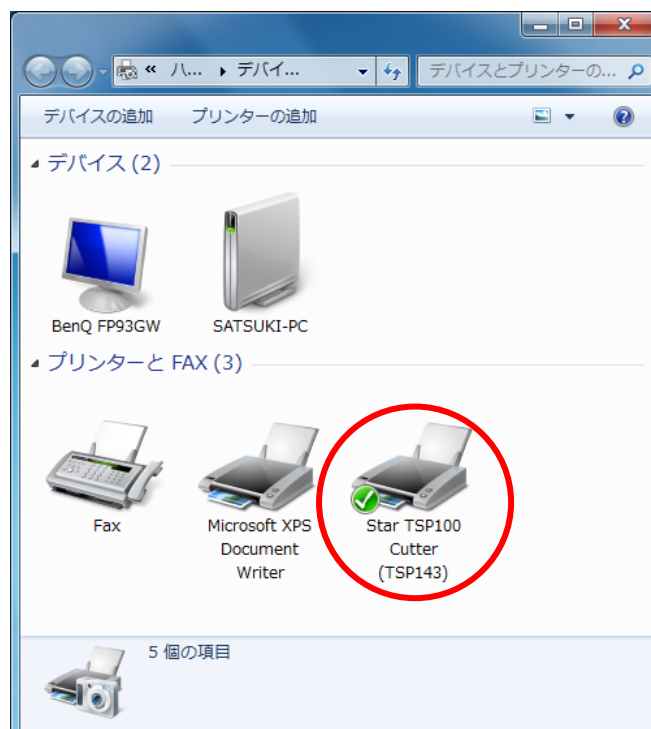 « ハ... ▸ デバイ... デバイスとプリンターの...
デバイスの追加 プリンターの追加
デバイス (2)
BenQ FP93GW SATSUKI-PC
プリンターと FAX (3)
Fax
Microsoft XPS
Document
Writer
Star TSP100
Cutter
(TSP143)
5 個の項目